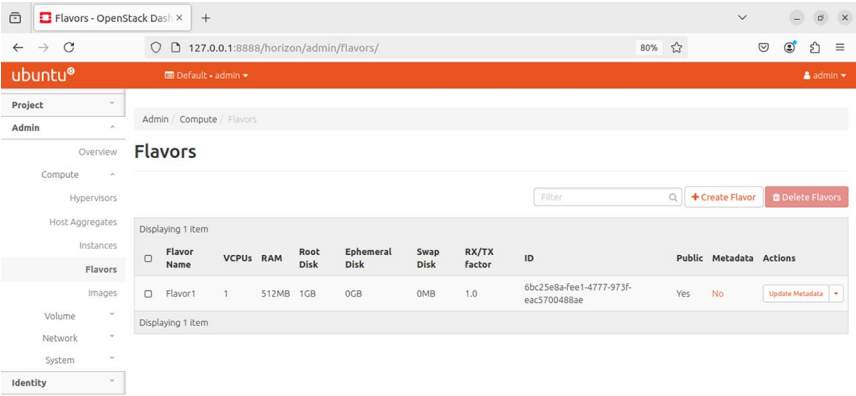 Flavors - OpenStack Dash
127.0.0.1:8888/horizon/admin/flavors/
80%
ubuntu®
Default • admin
admin
Project
Admin
Overview
Compute
Hypervisors
Host Aggregates
Instances
Flavors
Images
Volume
Network
System
Identity
Admin / Compute / Flavors
Flavors
Filter
+ Create Flavor
Delete Flavors
Displaying 1 item
Flavor Name VCPUs RAM Root Disk Ephemeral Disk Swap Disk RX/TX factor ID Public Metadata Actions
Flavor1 1 512MB 1GB 0GB 0MB 1.0 6bc25e8a-fee1-4777-973f-eac5700488ae Yes No Update Metadata
Displaying 1 item